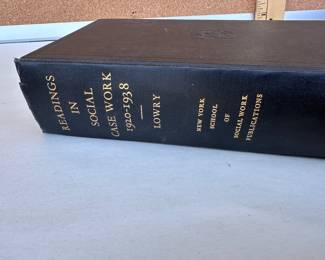 READINGS
IN
SOCIAL
CASE WORK
1920-1938
LOWRY
NEW YORK
SCHOOL
OF
SOCIAL WORK
PUBLICATIONS